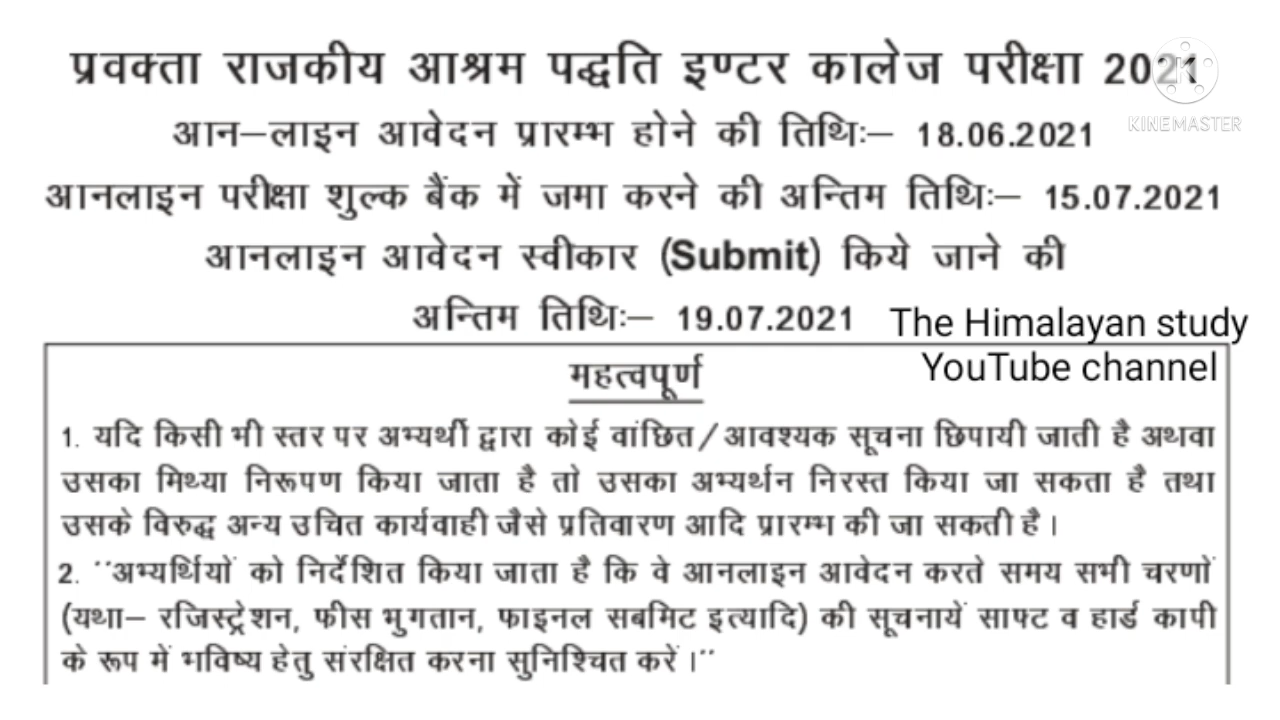 प्रवक्ता राजकीय आश्रम पद्धति इण्टर कालेज परीक्षा 2021
KINEMASTER
आन–लाइन आवेदन प्रारम्भ होने की तिथिः– 18.06.2021
आनलाइन परीक्षा शुल्क बैंक में जमा करने की अन्तिम तिथिः– 15.07.2021
आनलाइन आवेदन स्वीकार (Submit) किये जाने की
अन्तिम तिथिः– 19.07.2021
The Himalayan study
YouTube channel
महत्वपूर्ण
1. यदि किसी भी स्तर पर अभ्यर्थी द्वारा कोई वांछित/आवश्यक सूचना छिपायी जाती है अथवा
उसका मिथ्या निरूपण किया जाता है तो उसका अभ्यर्थन निरस्त किया जा सकता है तथा
उसके विरुद्ध अन्य उचित कार्यवाही जैसे प्रतिवारण आदि प्रारम्भ की जा सकती है।
2. ''अभ्यर्थियों को निर्देशित किया जाता है कि वे आनलाइन आवेदन करते समय सभी चरणों
(यथा– रजिस्ट्रेशन, फीस भुगतान, फाइनल सबमिट इत्यादि) की सूचनायें साफ्ट व हार्ड कापी
के रूप में भविष्य हेतु संरक्षित करना सुनिश्चित करें।''